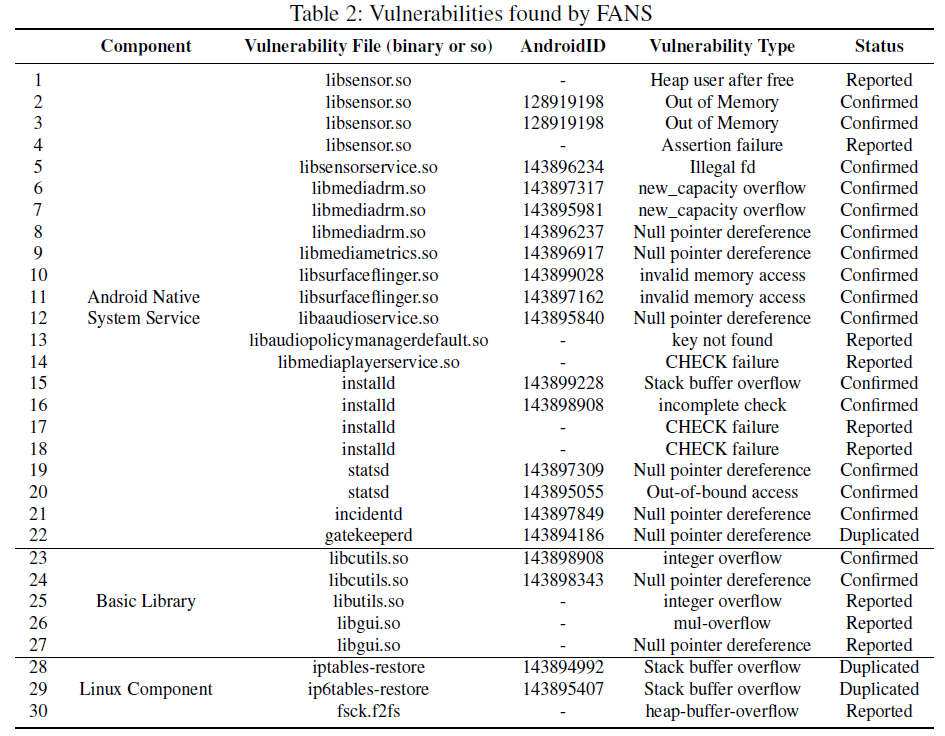 Table 2: Vulnerabilities found by FANS
Component Vulnerability File (binary or so) AndroidID Vulnerability Type Status
1 libsensor.so - Heap user after free Reported
2 libsensor.so 128919198 Out of Memory Confirmed
3 libsensor.so 128919198 Out of Memory Confirmed
4 libsensor.so - Assertion failure Reported
5 libsensorservice.so 143896234 Illegal fd Confirmed
6 libmediadrm.so 143897317 new_capacity overflow Confirmed
7 libmediadrm.so 143895981 new_capacity overflow Confirmed
8 libmediadrm.so 143896237 Null pointer dereference Confirmed
9 libmediametrics.so 143896917 Null pointer dereference Confirmed
10 libsurfaceflinger.so 143899028 invalid memory access Confirmed
11 Android Native libsurfaceflinger.so 143897162 invalid memory access Confirmed
12 System Service libaaudioservice.so 143895840 Null pointer dereference Confirmed
13 libaudiopolicymanagerdefault.so - key not found Reported
14 libmediaplayerservice.so - CHECK failure Reported
15 installd 143899228 Stack buffer overflow Confirmed
16 installd 143898908 incomplete check Confirmed
17 installd - CHECK failure Reported
18 installd - CHECK failure Reported
19 statsd 143897309 Null pointer dereference Confirmed
20 statsd 143895055 Out-of-bound access Confirmed
21 incidentd 143897849 Null pointer dereference Confirmed
22 gatekeeperd 143894186 Null pointer dereference Duplicated
23 libcutils.so 143898908 integer overflow Confirmed
24 libcutils.so 143898343 Null pointer dereference Confirmed
25 Basic Library libutils.so - integer overflow Reported
26 libgui.so - mul-overflow Reported
27 libgui.so - Null pointer dereference Reported
28 iptables-restore 143894992 Stack buffer overflow Duplicated
29 Linux Component ip6tables-restore 143895407 Stack buffer overflow Duplicated
30 fsck.f2fs - heap-buffer-overflow Reported